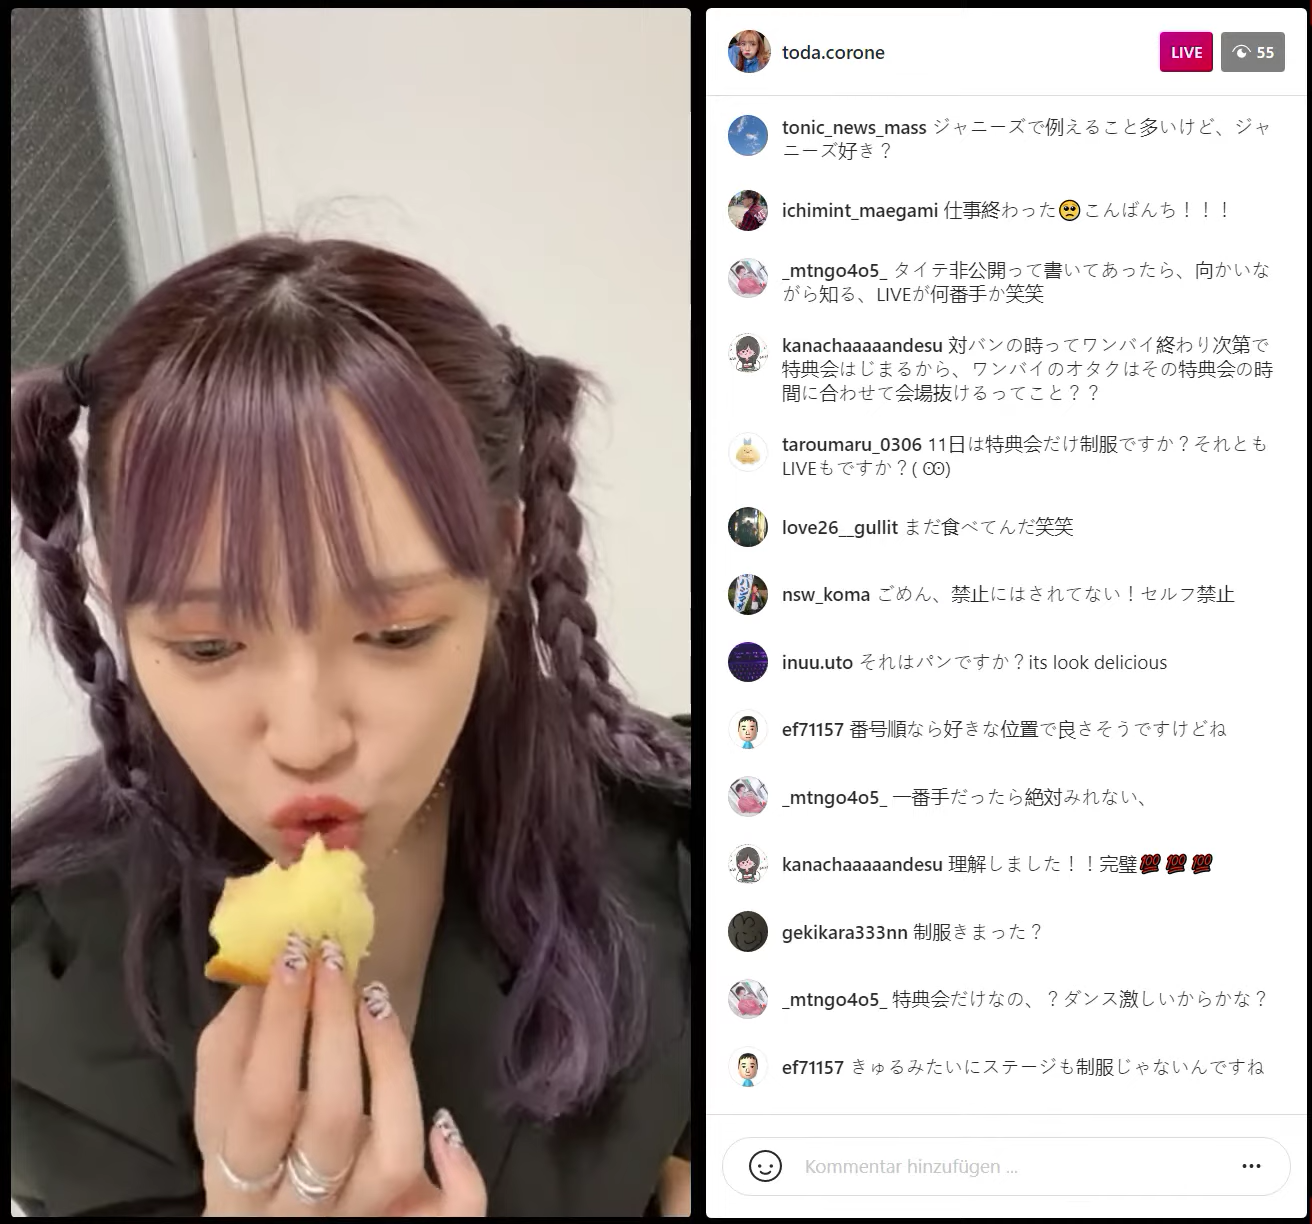 toda.corone
LIVE
55
tonic_news_mass ジャニーズで例えること多いけど、ジャ
ニーズ好き？
ichimint_maegami 仕事終わった🥺こんばんち！！！
_mtngo4o5_ タイテ非公開って書いてあったら、向かいな
がら知る、LIVEが何番手か笑笑
kanachaaaaandesu 対バンの時ってワンバイ終わり次第で
特典会はじまるから、ワンバイのオタクはその特典会の時
間に合わせて会場抜けるってこと？？
taroumaru_0306 11日は特典会だけ制服ですか？それとも
LIVEもですか？( ꙭ)
love26__gullit まだ食べてんだ笑笑
nsw_koma ごめん、禁止にはされてない！セルフ禁止
inuu.uto それはパンですか？its look delicious
ef71157 番号順なら好きな位置で良さそうですけどね
_mtngo4o5_ 一番手だったら絶対みれない、
kanachaaaaandesu 理解しました！！完璧💯💯💯
gekikara333nn 制服きまった？
_mtngo4o5_ 特典会だけなの、？ダンス激しいからかな？
ef71157 きゅるみたいにステージも制服じゃないんですね
Kommentar hinzufügen ...